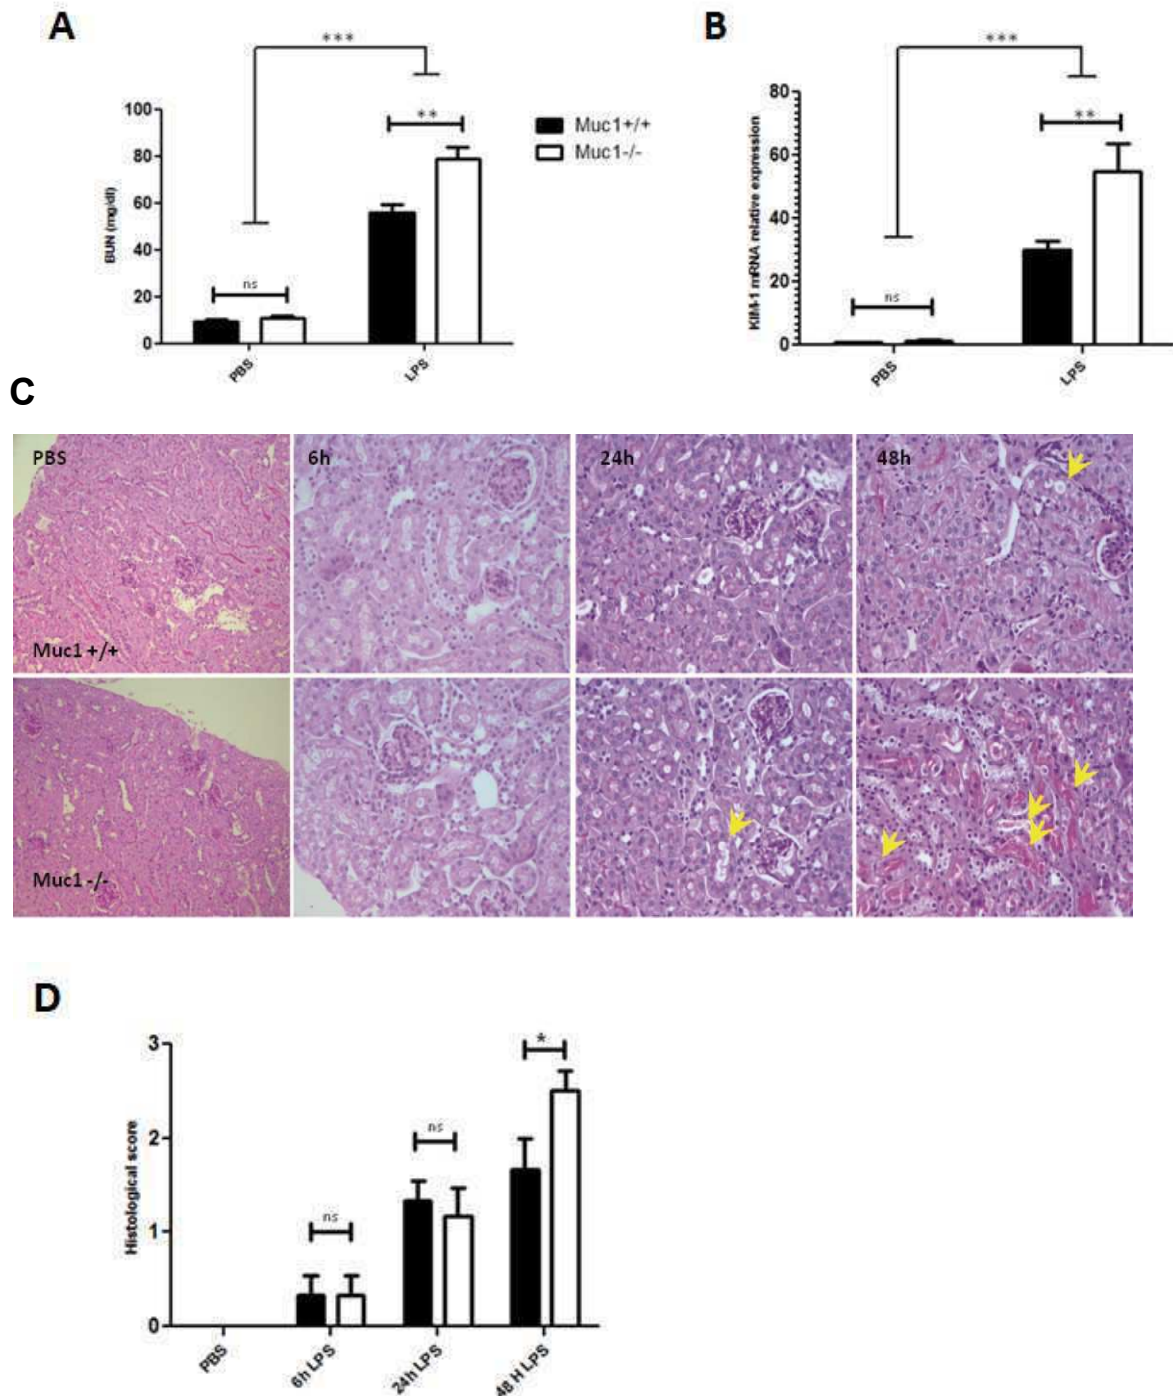 A
***
100
80
60
40
20
0
BUN (mg/dl)
**
ns
PBS
LPS
Muc1+/+
Muc1-/-
B
***
80
60
40
20
0
KIM-1 mRNA relative expression
**
ns
PBS
LPS
C
PBS
6h
24h
48h
Muc1 +/+
Muc1 -/-
D
3
2
1
0
Histological score
ns
ns
*
PBS
6h LPS
24h LPS
48 H LPS